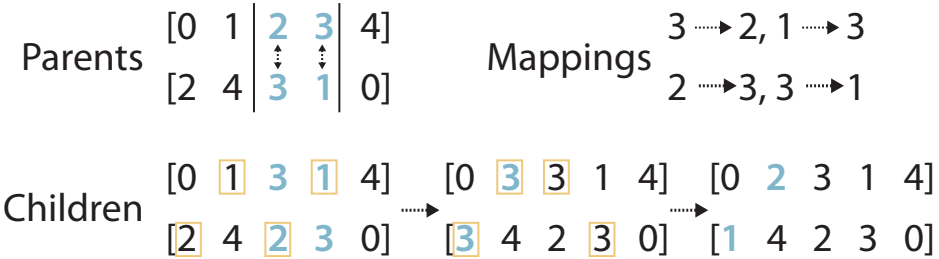 [0 1 2 3 4]
Parents
[2 4 3 1 0]
Mappings
3 → 2, 1 → 3
2 → 3, 3 → 1
[0 1 3 1 4] [0 3 3 1 4] [0 2 3 1 4]
Children
[2 4 2 3 0] [3 4 2 3 0] [1 4 2 3 0]